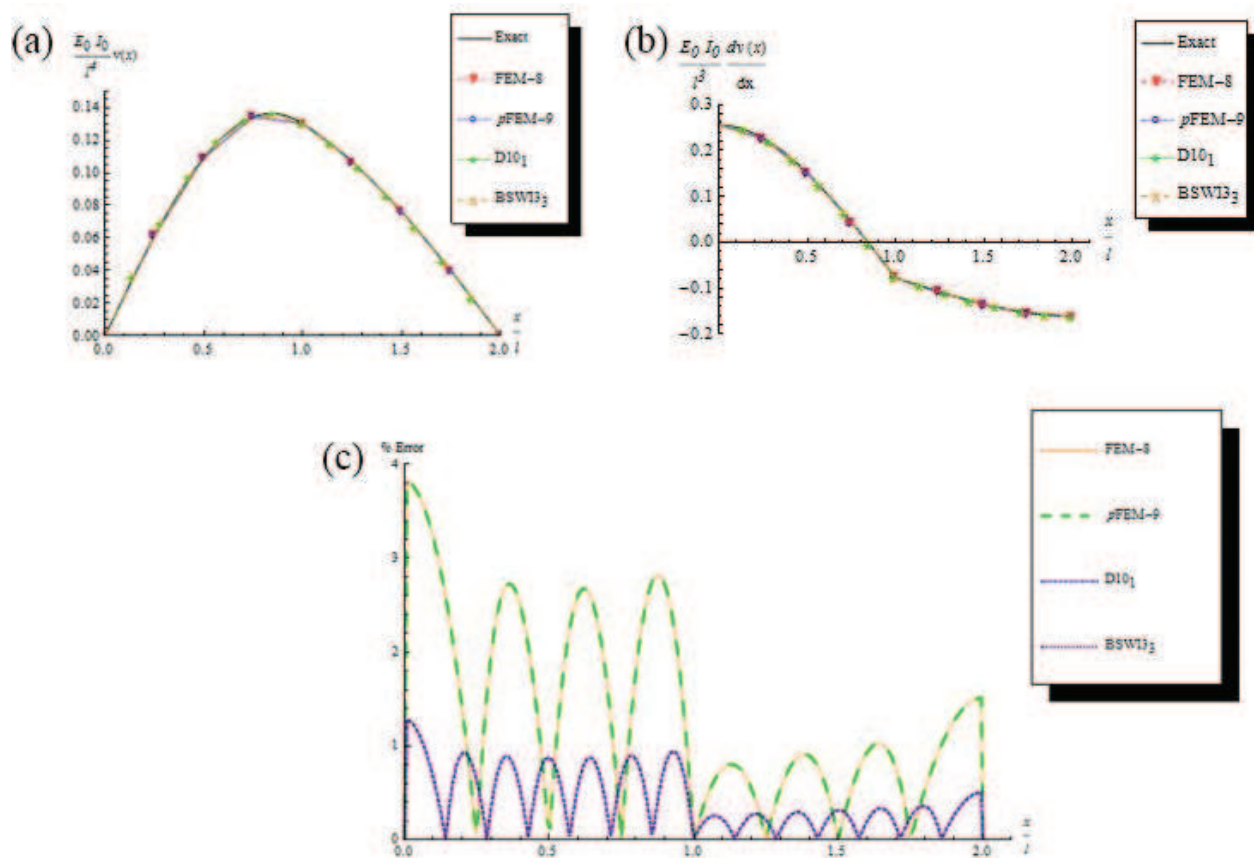 (a)
E0 I0 / l^4 v(x)
0.14
0.12
0.10
0.08
0.06
0.04
0.02
0.00
0.0 0.5 1.0 1.5 2.0
x / l
Exact
FEM-8
pFEM-9
D10₁
BSWI3₃
(b)
E0 I0 / l^3 dv(x) / dx
0.3
0.2
0.1
0.0
-0.1
-0.2
0.5 1.0 1.5 2.0
x / l
Exact
FEM-8
pFEM-9
D10₁
BSWI3₃
(c)
% Error
4
3
2
1
0
0.0 0.5 1.0 1.5 2.0
x / l
FEM-8
pFEM-9
D10₁
BSWI3₃